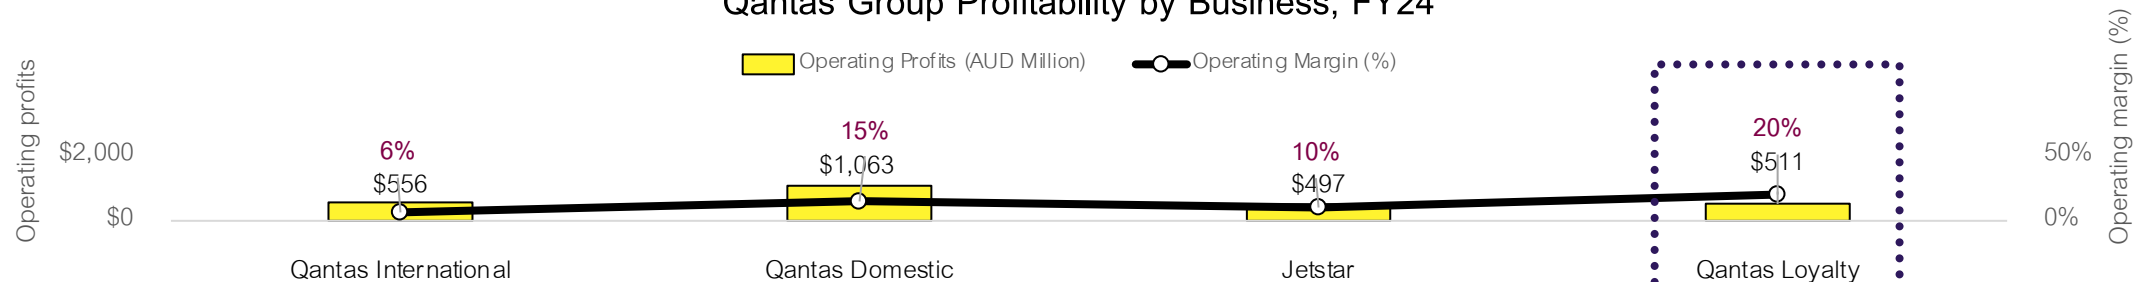 Qantas Group Profitability by Business, FY24
Operating Profits (AUD Million)
Operating Margin (%)
Operating profits
Operating margin (%)
$2,000
$0
50%
0%
6%
$556
15%
$1,063
10%
$497
20%
$511
Qantas International
Qantas Domestic
Jetstar
Qantas Loyalty